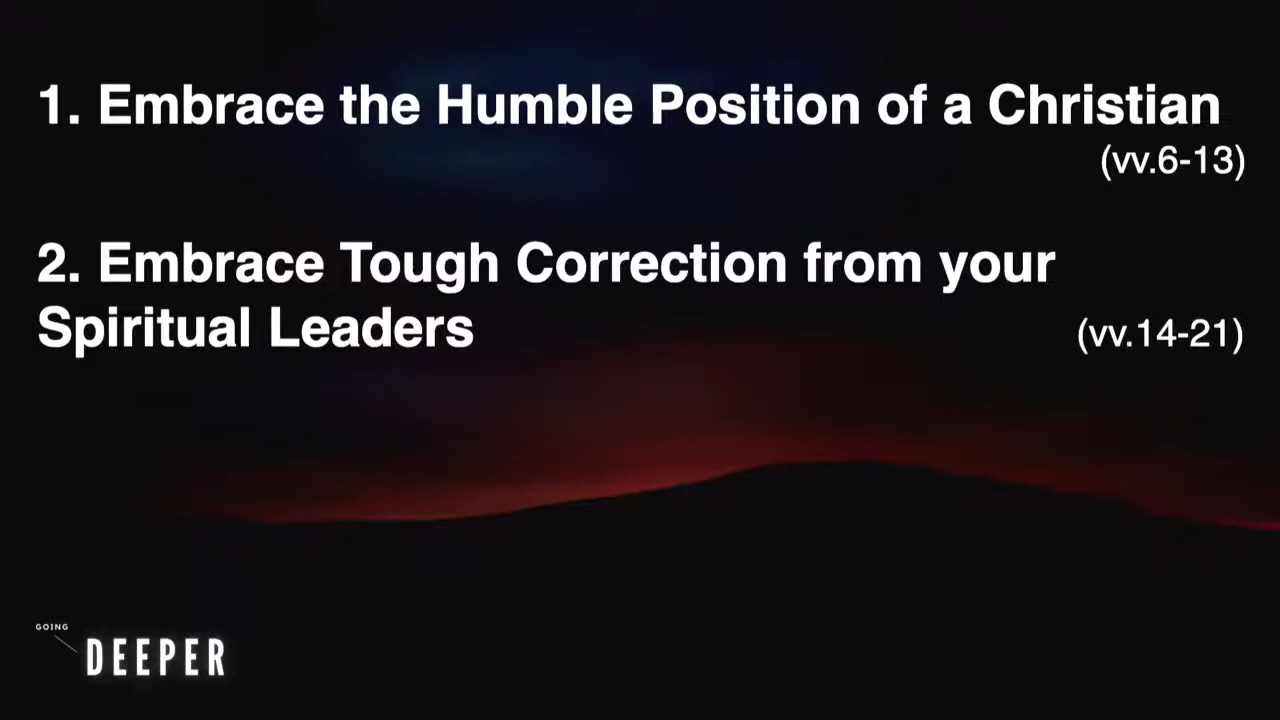 1. Embrace the Humble Position of a Christian
(vv.6-13)
2. Embrace Tough Correction from your
Spiritual Leaders (vv.14-21)
GOING
DEEPER